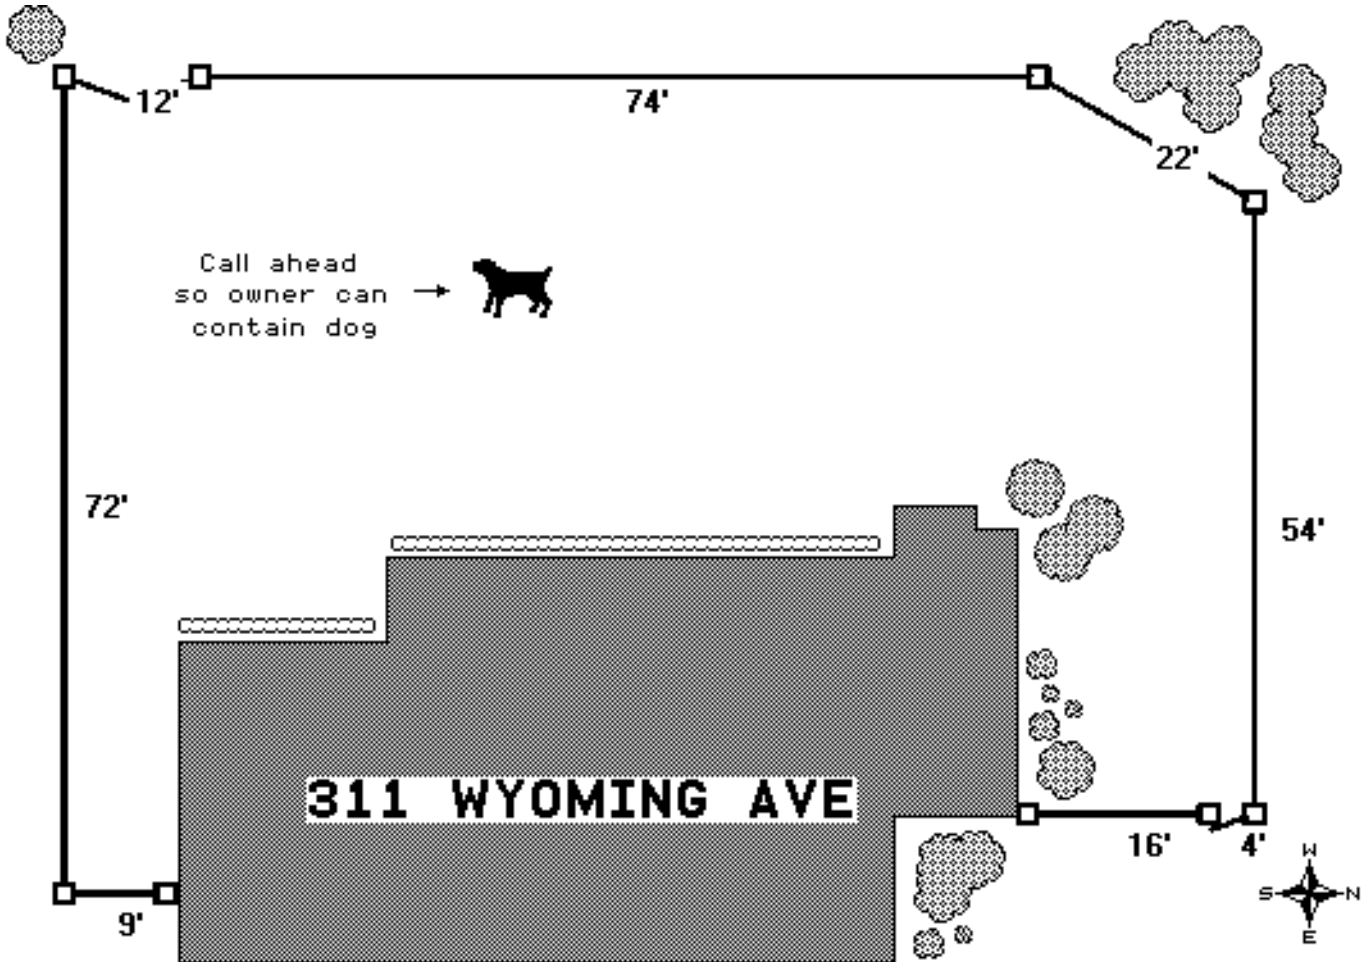 12'
74'
22'
Call ahead
so owner can
contain dog
72'
54'
311 WYOMING AVE
16'
4'
9'
W
S N
E